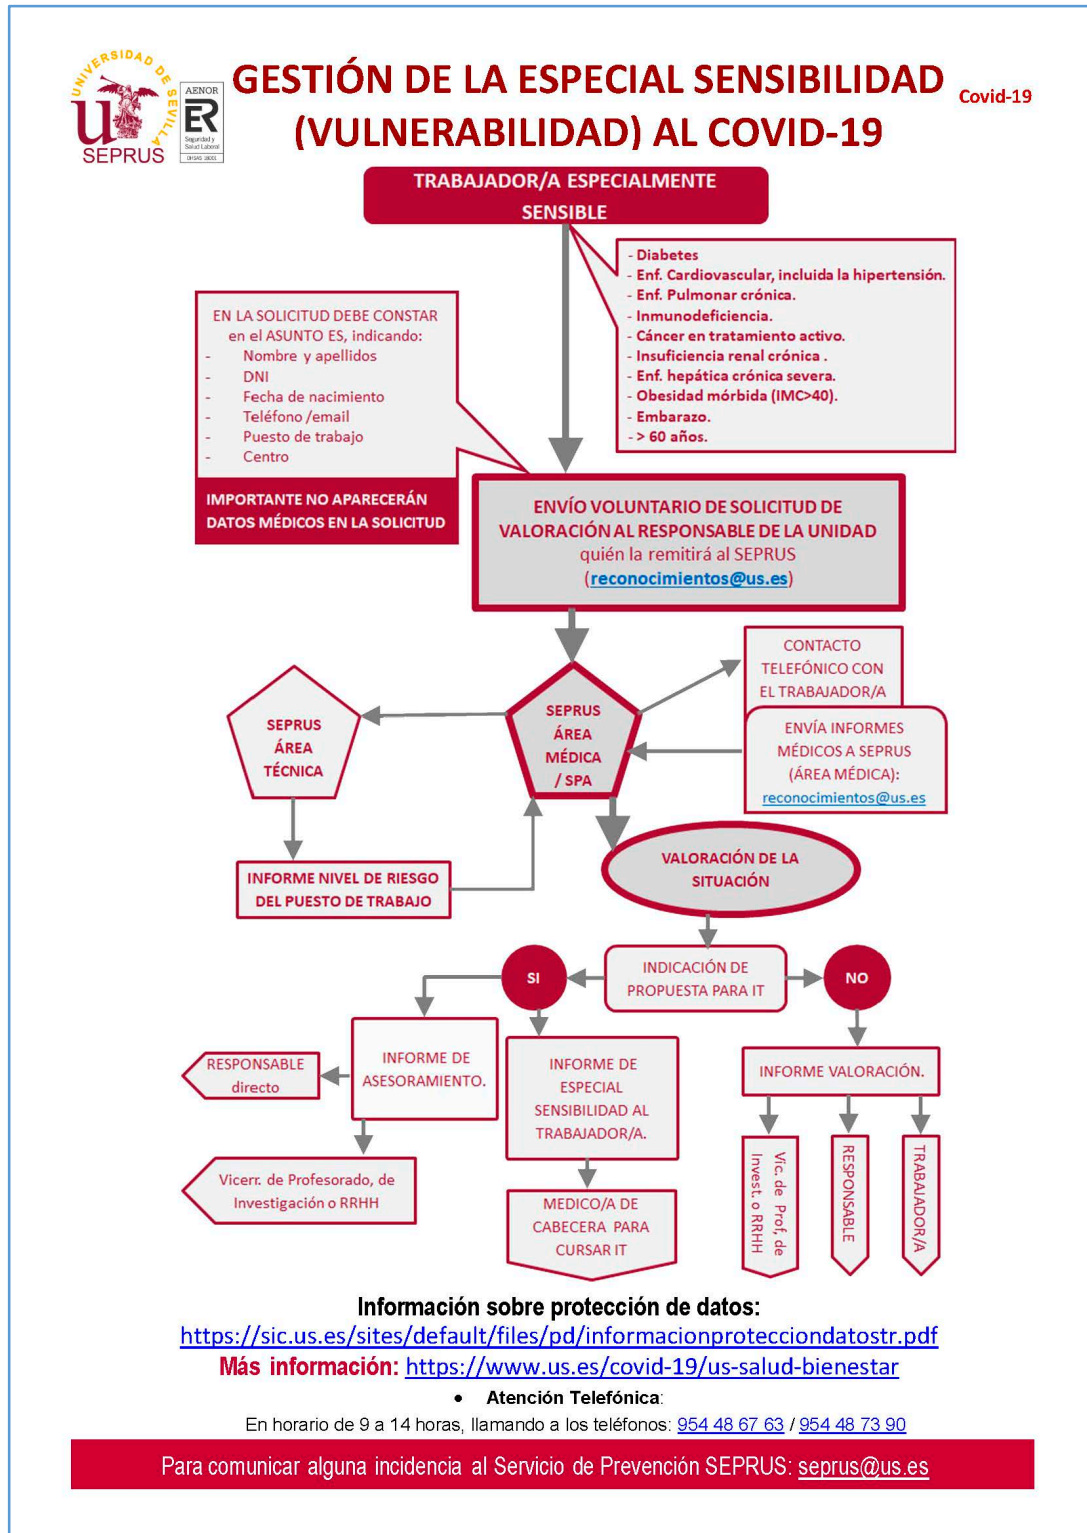 UNIVERSIDAD DE SEVILLA
us
SEPRUS
AENOR
ER
Seguridad y
Salud Laboral
OHSAS 18001
GESTIÓN DE LA ESPECIAL SENSIBILIDAD
(VULNERABILIDAD) AL COVID-19
Covid-19
TRABAJADOR/A ESPECIALMENTE
SENSIBLE
- Diabetes
- Enf. Cardiovascular, incluida la hipertensión.
- Enf. Pulmonar crónica.
- Inmunodeficiencia.
- Cáncer en tratamiento activo.
- Insuficiencia renal crónica .
- Enf. hepática crónica severa.
- Obesidad mórbida (IMC>40).
- Embarazo.
- > 60 años.
EN LA SOLICITUD DEBE CONSTAR
en el ASUNTO ES, indicando:
- Nombre y apellidos
- DNI
- Fecha de nacimiento
- Teléfono /email
- Puesto de trabajo
- Centro
IMPORTANTE NO APARECERÁN
DATOS MÉDICOS EN LA SOLICITUD
ENVÍO VOLUNTARIO DE SOLICITUD DE
VALORACIÓN AL RESPONSABLE DE LA UNIDAD
quién la remitirá al SEPRUS
(reconocimientos@us.es)
CONTACTO
TELEFÓNICO CON
EL TRABAJADOR/A
ENVÍA INFORMES
MÉDICOS A SEPRUS
(ÁREA MÉDICA):
reconocimientos@us.es
SEPRUS
ÁREA
MÉDICA
/ SPA
SEPRUS
ÁREA
TÉCNICA
INFORME NIVEL DE RIESGO
DEL PUESTO DE TRABAJO
VALORACIÓN DE LA
SITUACIÓN
INDICACIÓN DE
PROPUESTA PARA IT
SI
NO
INFORME DE
ASESORAMIENTO.
RESPONSABLE
directo
Vicerr. de Profesorado, de
Investigación o RRHH
INFORME DE
ESPECIAL
SENSIBILIDAD AL
TRABAJADOR/A.
MEDICO/A DE
CABECERA PARA
CURSAR IT
INFORME VALORACIÓN.
Vic. de Prof, de
Invest. o RRHH
RESPONSABLE
TRABAJADOR/A
Información sobre protección de datos:
https://sic.us.es/sites/default/files/pd/informacionprotecciondatostr.pdf
Más información: https://www.us.es/covid-19/us-salud-bienestar
• Atención Telefónica:
En horario de 9 a 14 horas, llamando a los teléfonos: 954 48 67 63 / 954 48 73 90
Para comunicar alguna incidencia al Servicio de Prevención SEPRUS: seprus@us.es